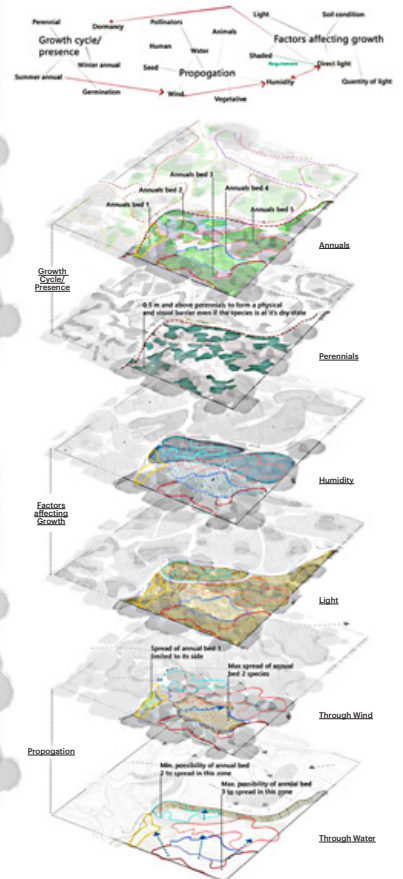 Perennial
Dormancy
Pollinators
Light
Soil condition
Animals
Growth cycle/
presence
Human
Water
Factors affecting growth
Shaded
Winter annual
Seed
Requirement
Direct light
Propogation
Summer annual
Humidity
Quantity of light
Germination
Wind
Vegetative
Annuals bed 3
Annuals bed 2
Annuals bed 4
Annuals bed 1
Annuals bed 5
Annuals
Growth
Cycle/
Presence
0.5 m and above perennials to form a physical
and visual barrier even if the species is at it's dry state
Perennials
Humidity
Factors
affecting
Growth
Light
Spread of annual bed 1
limited to its side
Max spread of annual
bed 2 species
Through Wind
Propogation
Min. possibility of annual bed
2 to spread in this zone
Max. possibility of annual bed
3 to spread in this zone
Through Water